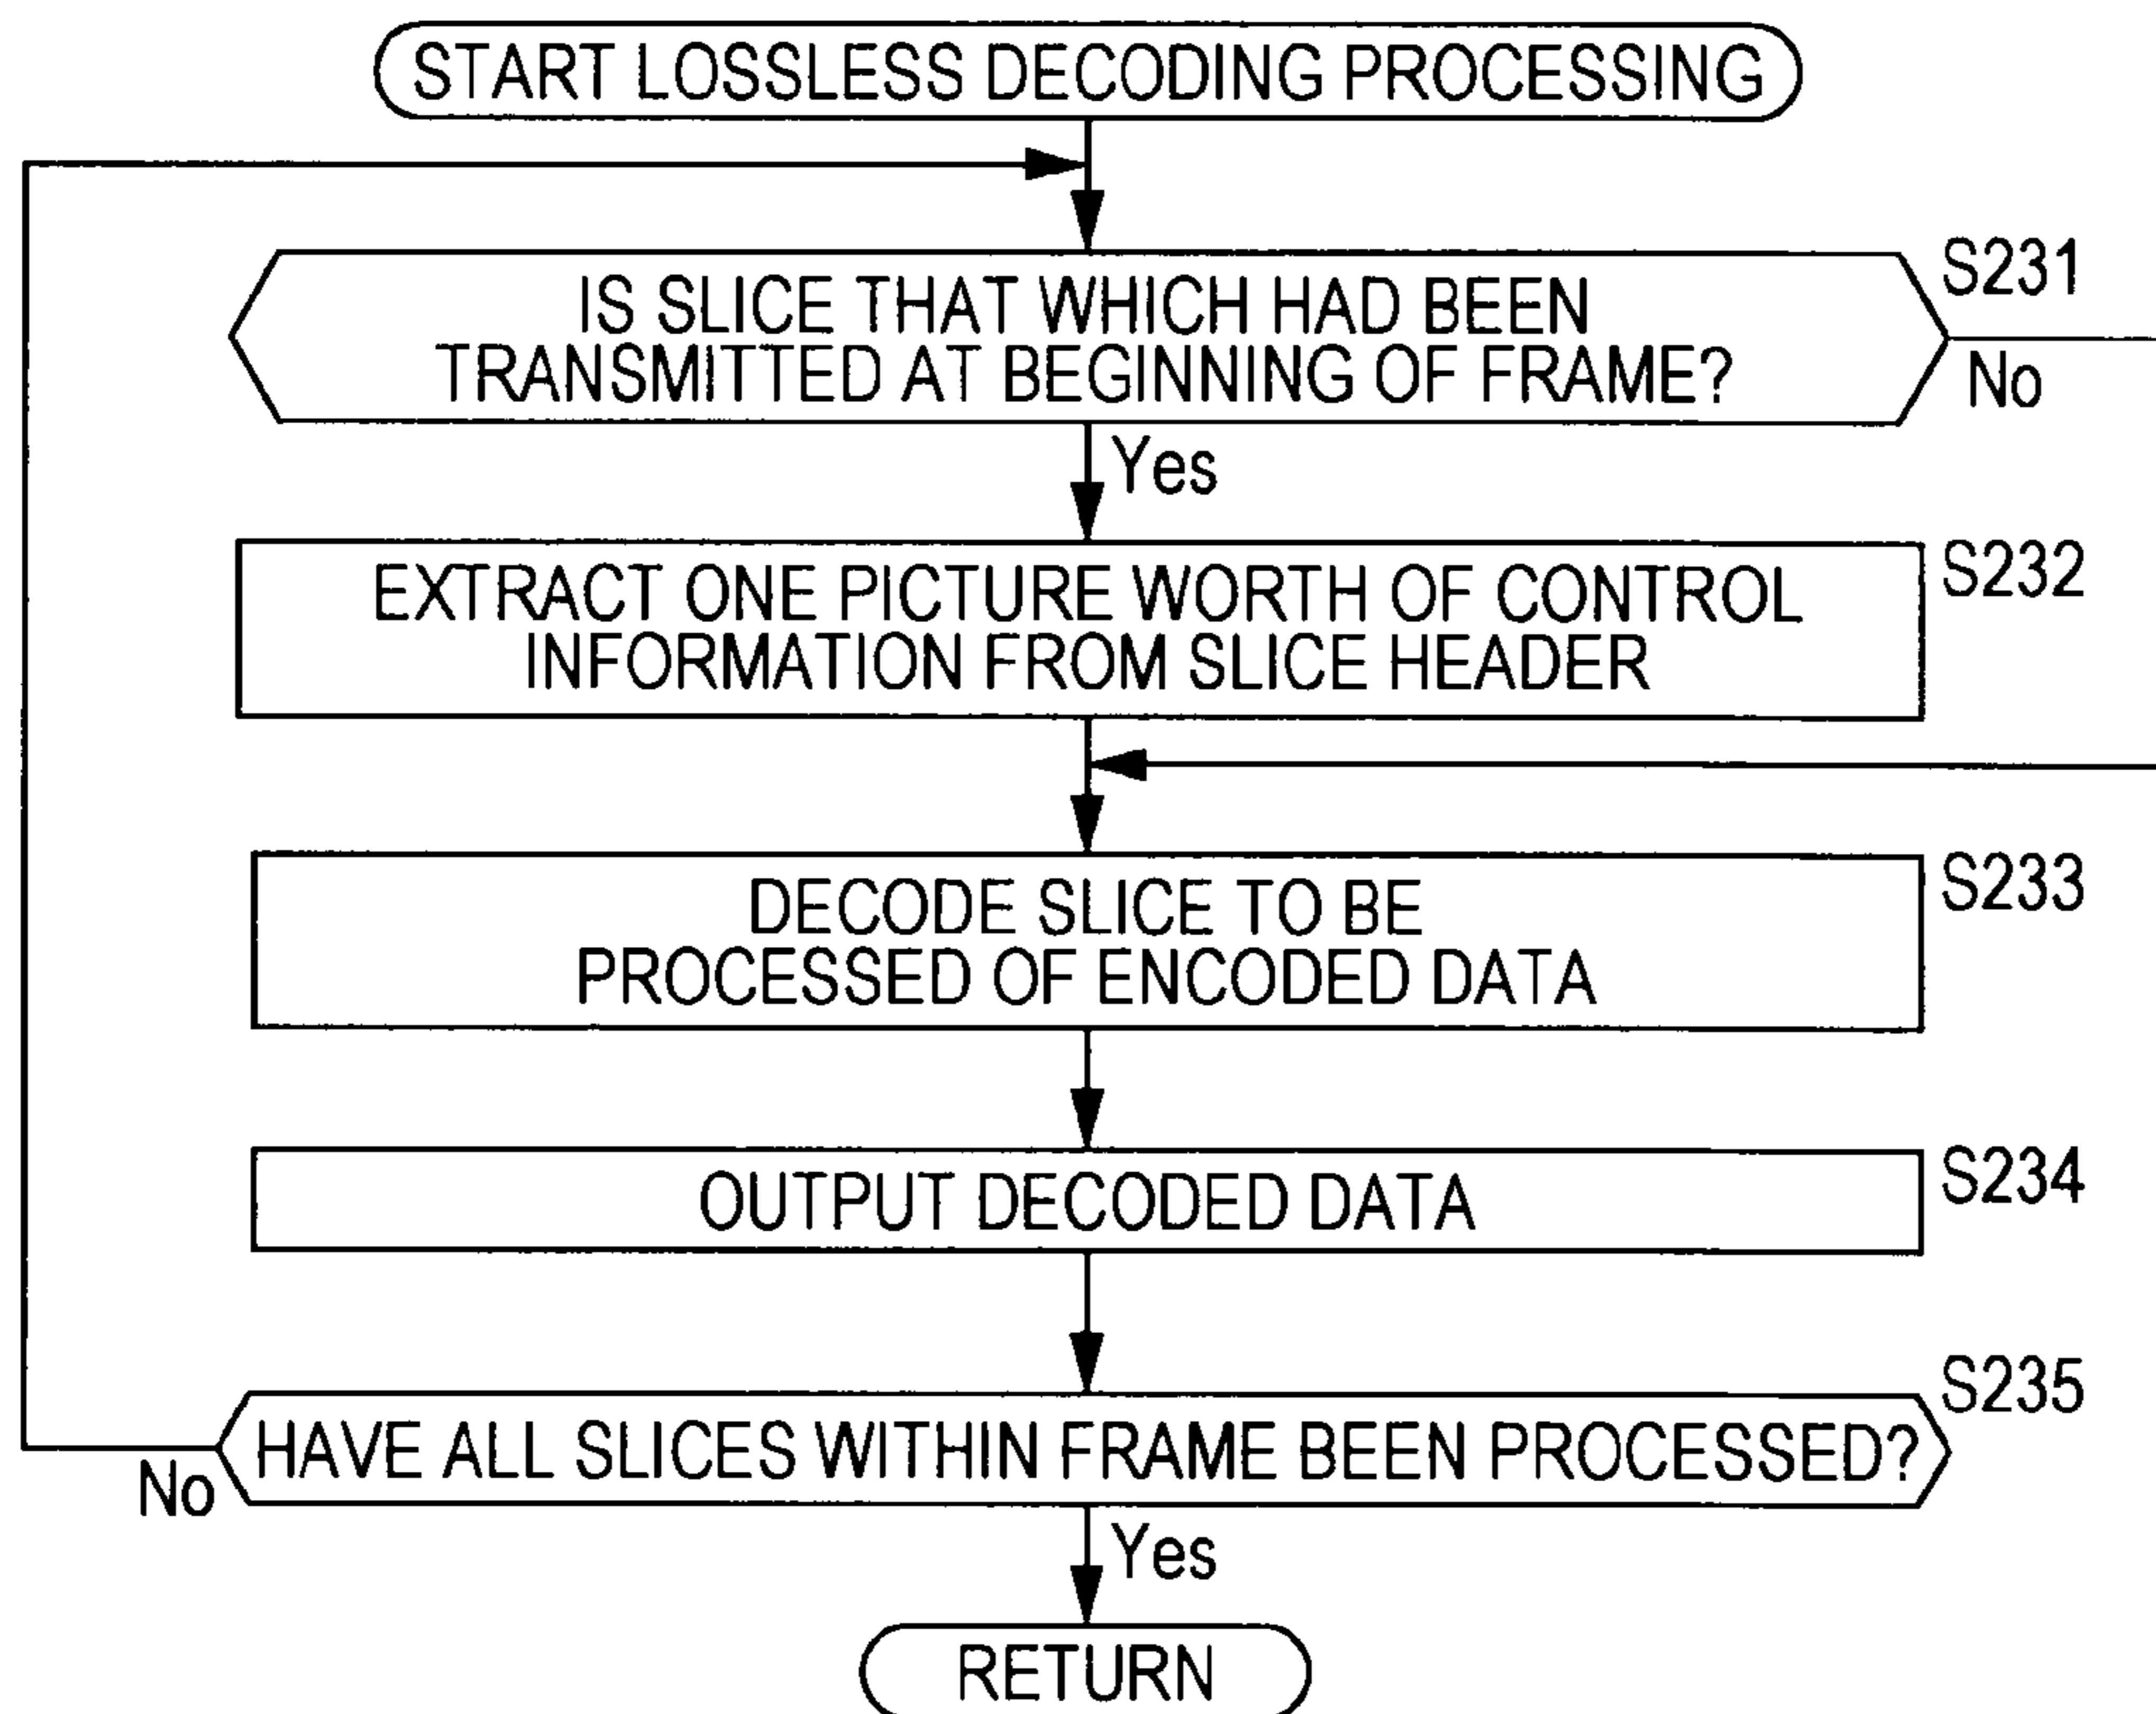 START LOSSLESS DECODING PROCESSING
IS SLICE THAT WHICH HAD BEEN
TRANSMITTED AT BEGINNING OF FRAME?
S231
No
Yes
EXTRACT ONE PICTURE WORTH OF CONTROL
INFORMATION FROM SLICE HEADER
S232
DECODE SLICE TO BE
PROCESSED OF ENCODED DATA
S233
OUTPUT DECODED DATA
S234
HAVE ALL SLICES WITHIN FRAME BEEN PROCESSED?
S235
No
Yes
RETURN